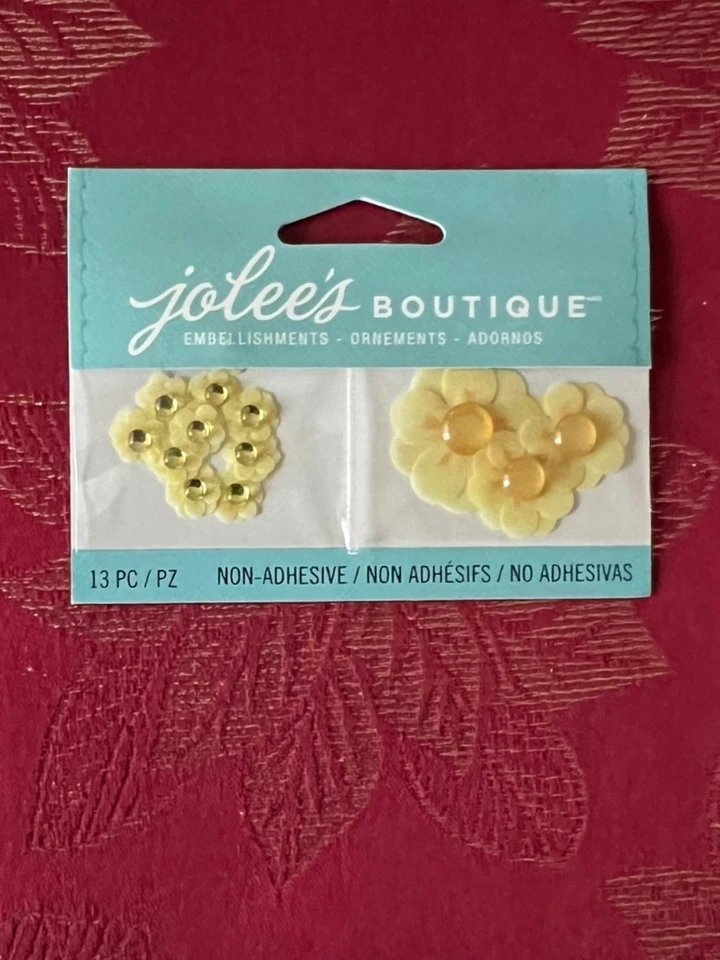 jolee's BOUTIQUE
EMBELLISHMENTS - ORNEMENTS - ADORNOS
13 PC / PZ NON-ADHESIVE / NON ADHÉSIFS / NO ADHESIVAS